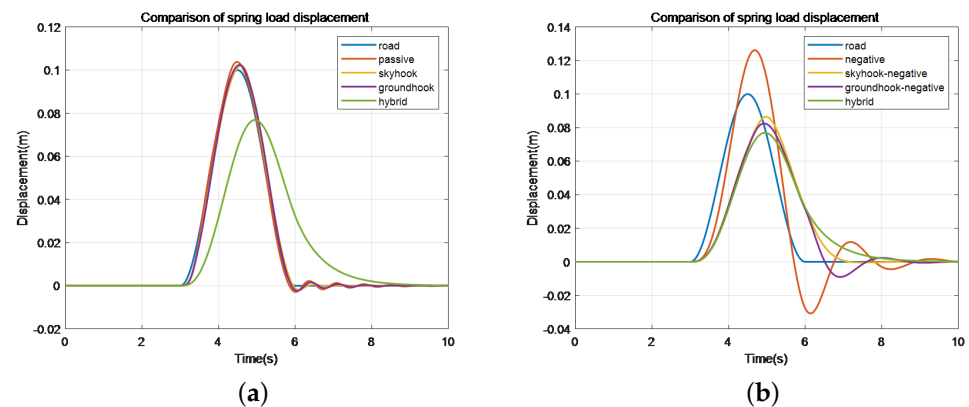 Comparison of spring load displacement
0.12
0.1
0.08
0.06
0.04
0.02
0
-0.02
Displacement(m)
road
passive
skyhook
groundhook
hybrid
0 2 4 6 8 10
Time(s)
(a)
Comparison of spring load displacement
0.14
0.12
0.1
0.08
0.06
0.04
0.02
0
-0.02
-0.04
Displacement(m)
road
negative
skyhook-negative
groundhook-negative
hybrid
0 2 4 6 8 10
Time(s)
(b)